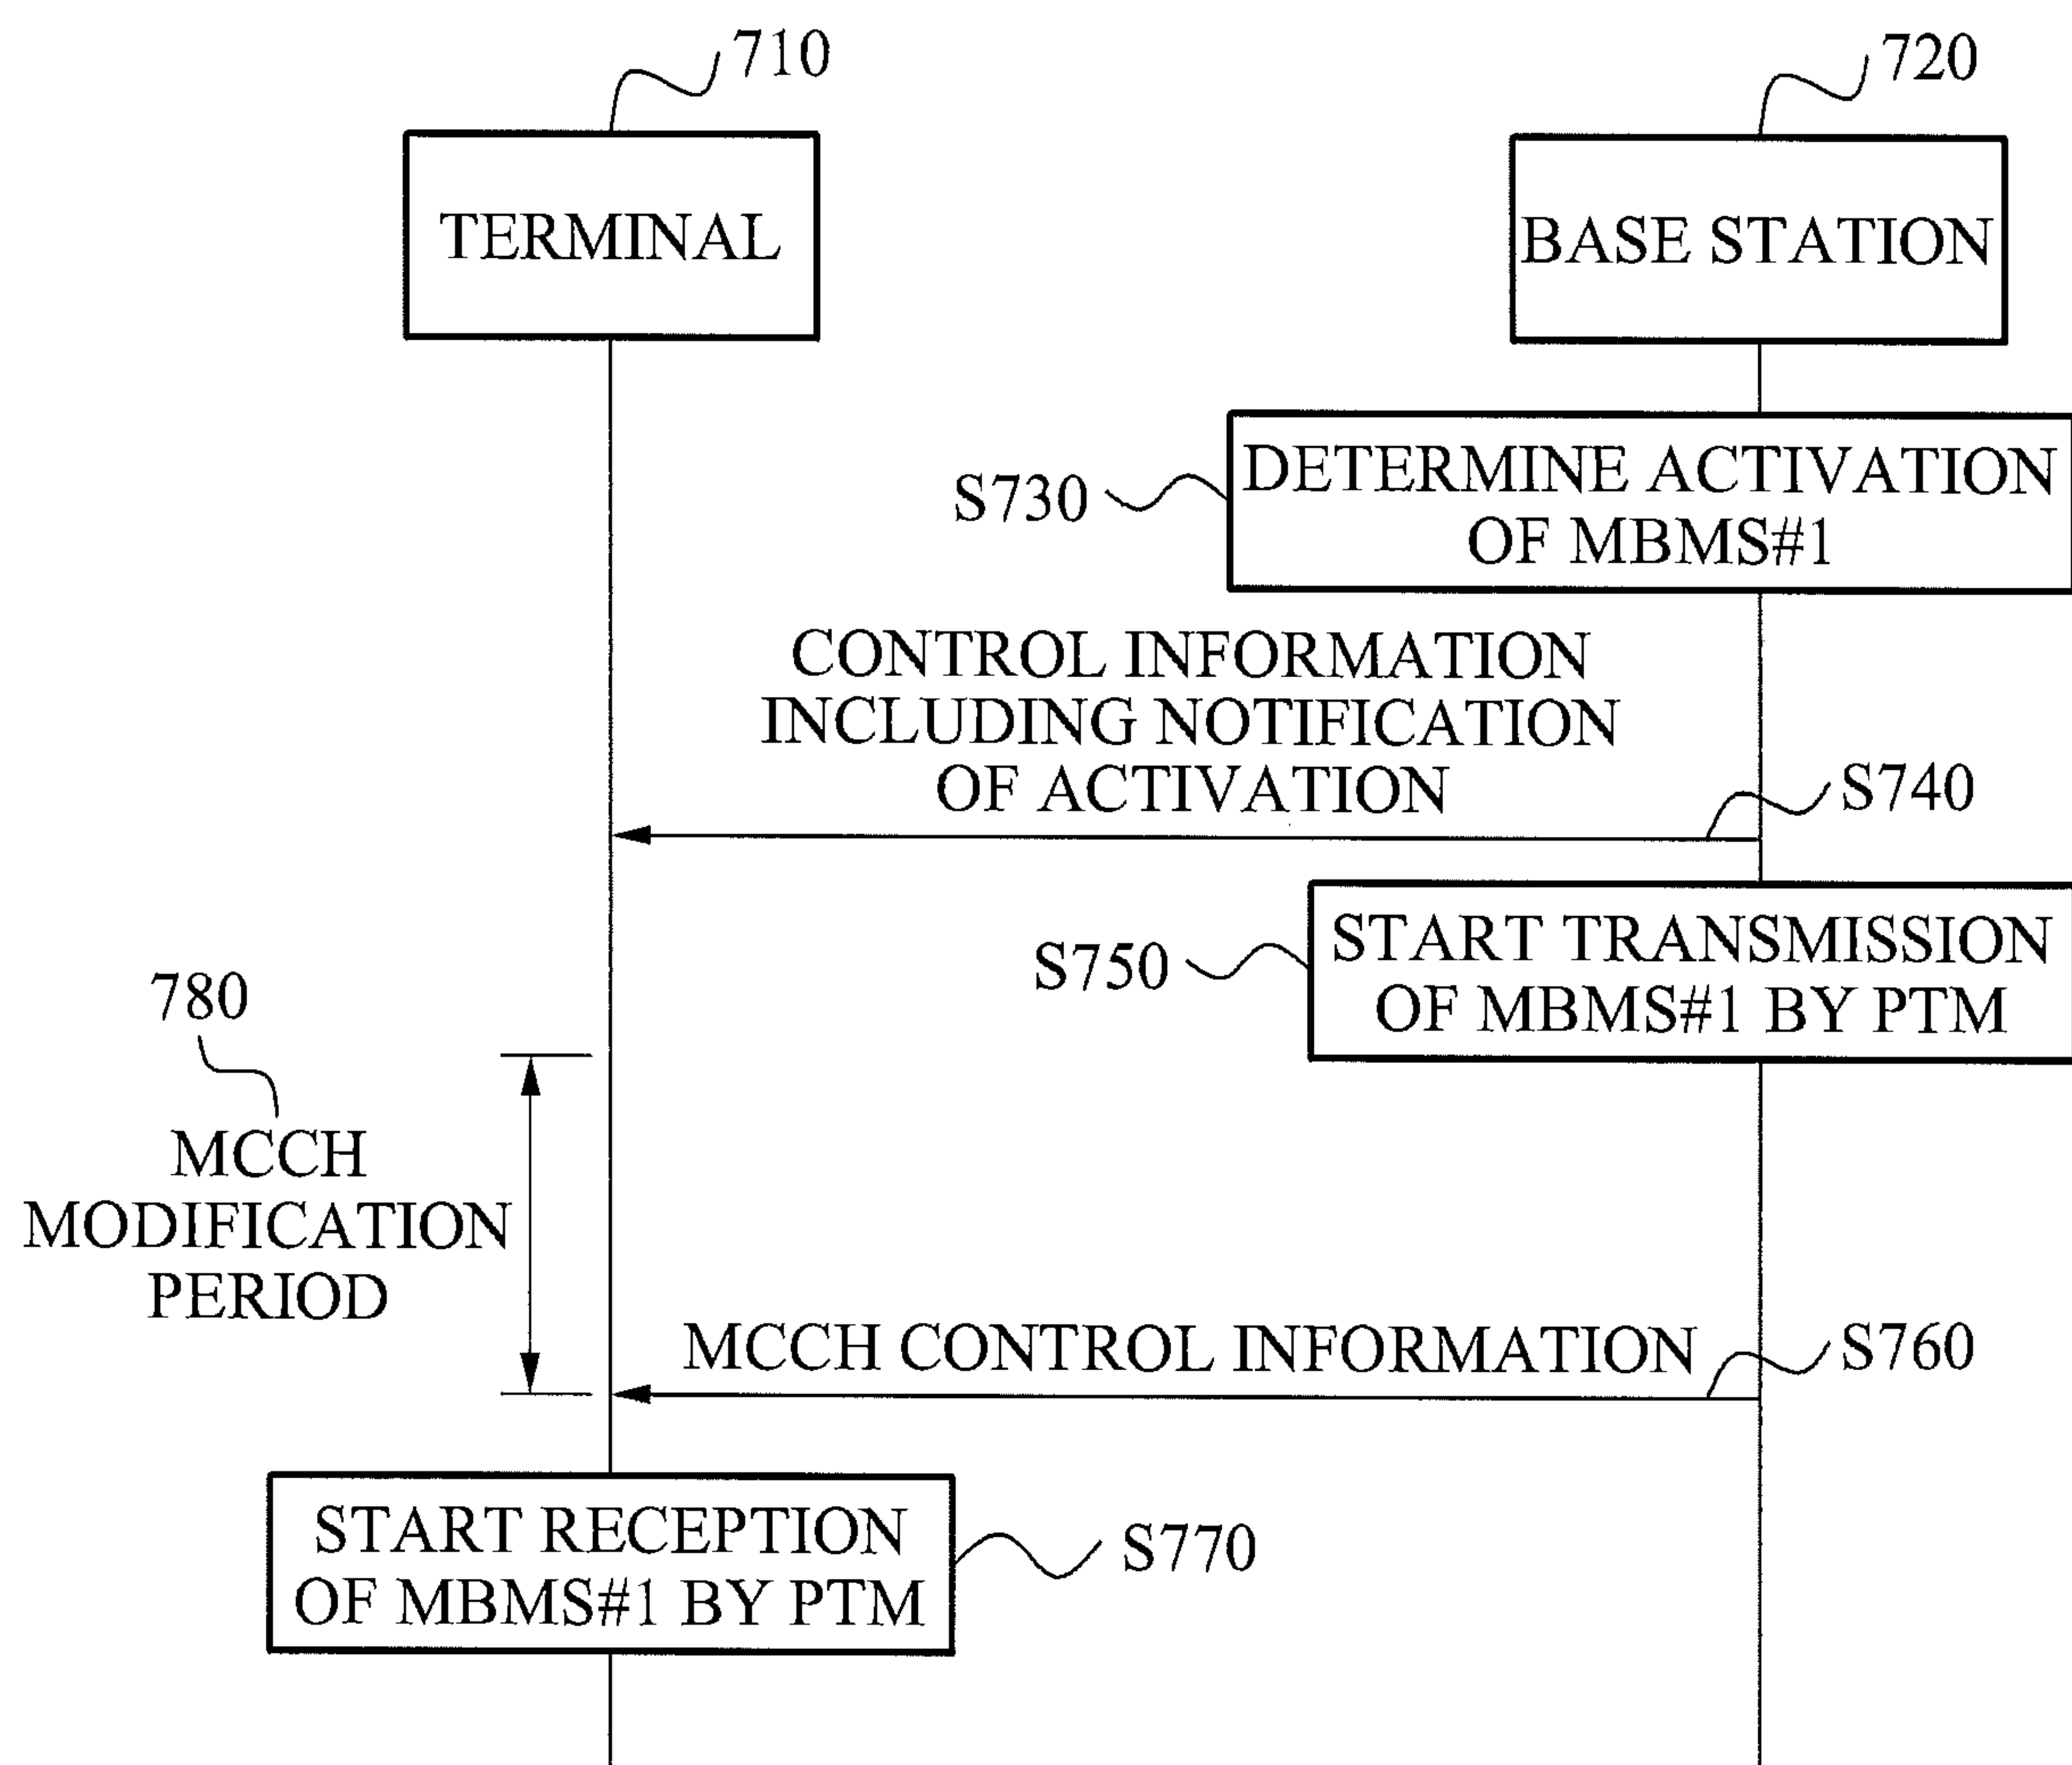 710
720
TERMINAL
BASE STATION
S730
DETERMINE ACTIVATION
OF MBMS#1
CONTROL INFORMATION
INCLUDING NOTIFICATION
OF ACTIVATION
S740
S750
START TRANSMISSION
OF MBMS#1 BY PTM
780
MCCH
MODIFICATION
PERIOD
MCCH CONTROL INFORMATION
S760
START RECEPTION
OF MBMS#1 BY PTM
S770